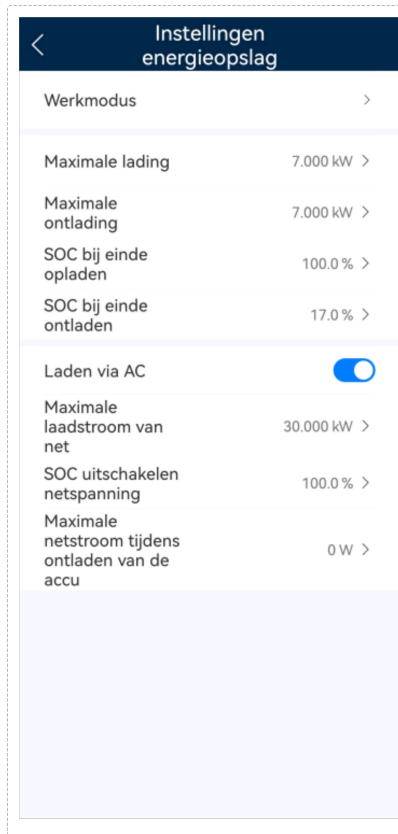 Instellingen
energieopslag
Werkmodus
Maximale lading 7.000 kW
Maximale
ontlading 7.000 kW
SOC bij einde
opladen 100.0 %
SOC bij einde
ontladen 17.0 %
Laden via AC
Maximale
laadstroom van 30.000 kW
net
SOC uitschakelen
netspanning 100.0 %
Maximale
netstroom tijdens
ontladen van de 0 W
accu